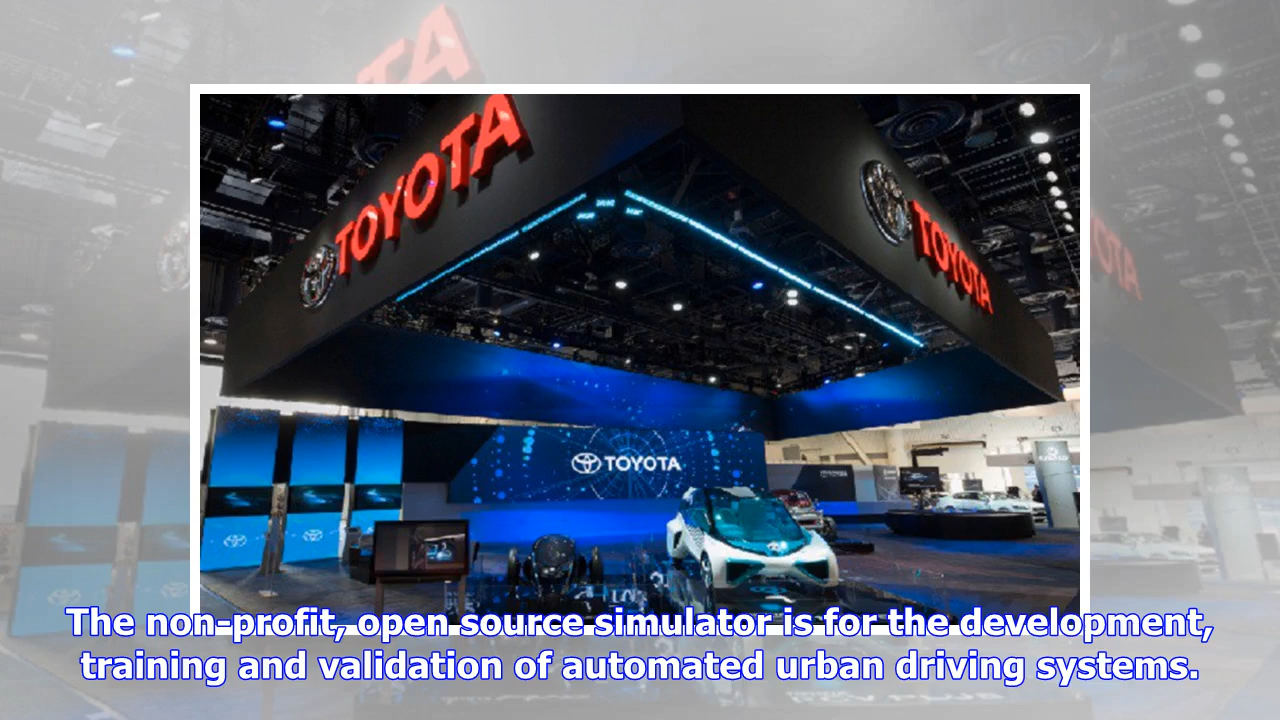 TOYOTA
TOYOTA
TOYOTA
The non-profit, open source simulator is for the development,
training and validation of automated urban driving systems.